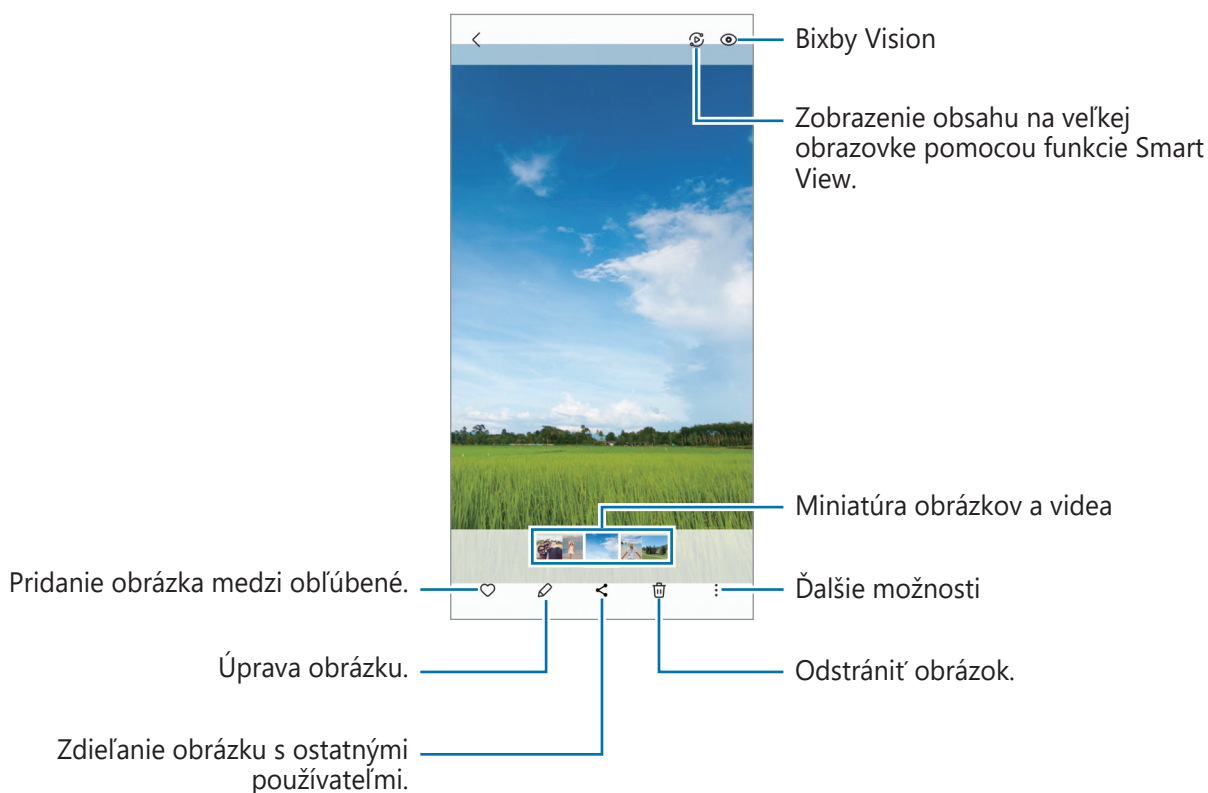 Bixby Vision
Zobrazenie obsahu na veľkej
obrazovke pomocou funkcie Smart
View.
Miniatúra obrázkov a videa
Pridanie obrázka medzi obľúbené.
Ďalšie možnosti
Úprava obrázku.
Odstrániť obrázok.
Zdieľanie obrázku s ostatnými
používateľmi.